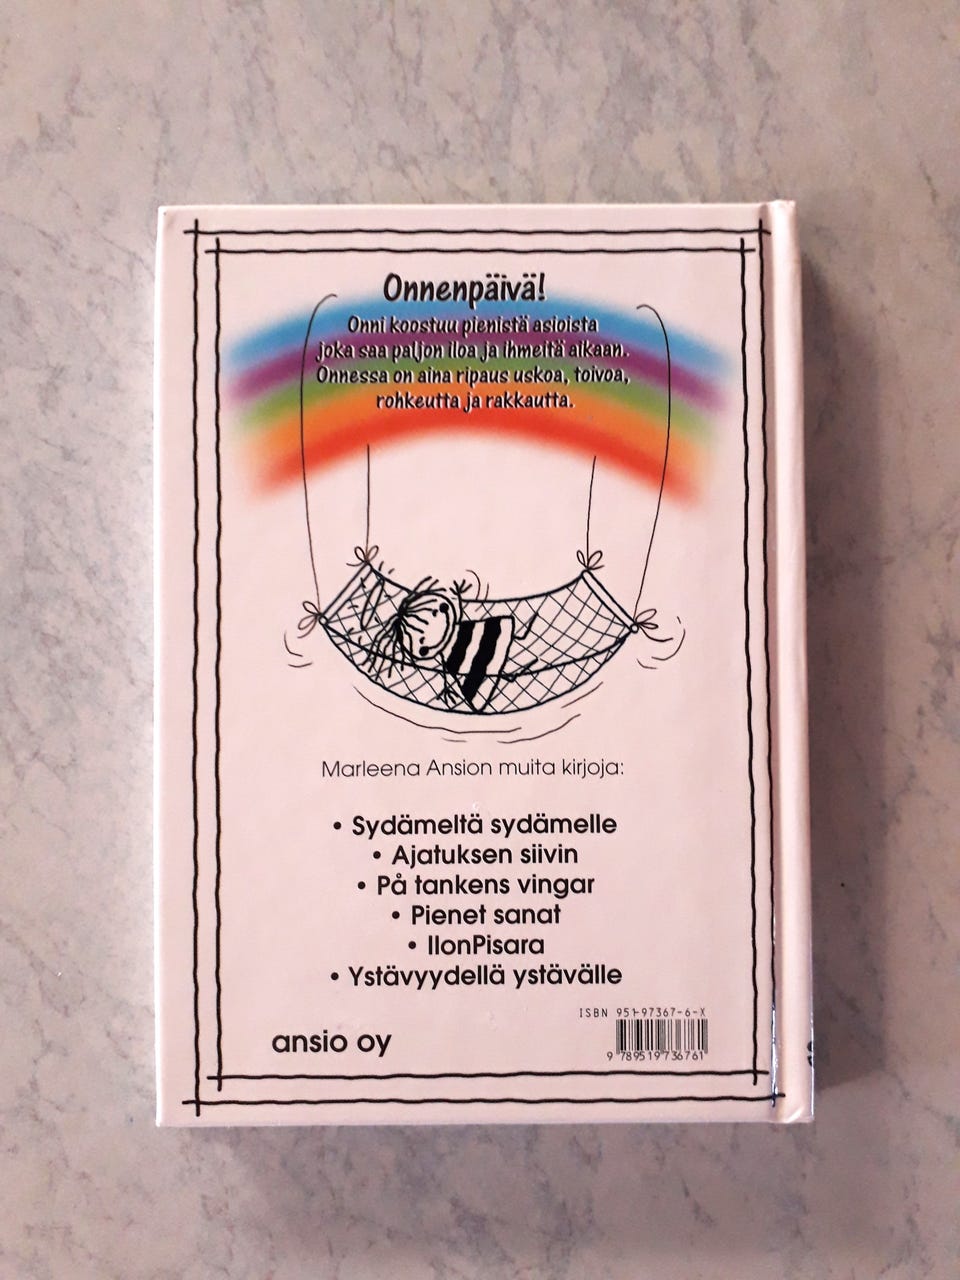 Onnenpäivä!
Onni koostuu pienistä asioista
joka saa paljon iloa ja ihmeitä aikaan.
Onnessa on aina ripaus uskoa, toivoa,
rohkeutta ja rakkautta.
Marleena Ansion muita kirjoja:
• Sydämeltä sydämelle
• Ajatuksen siivin
• På tankens vingar
• Pienet sanat
• IlonPisara
• Ystävyydellä ystävälle
ISBN 951-97367-6-X
ansio oy
9 789519 736761